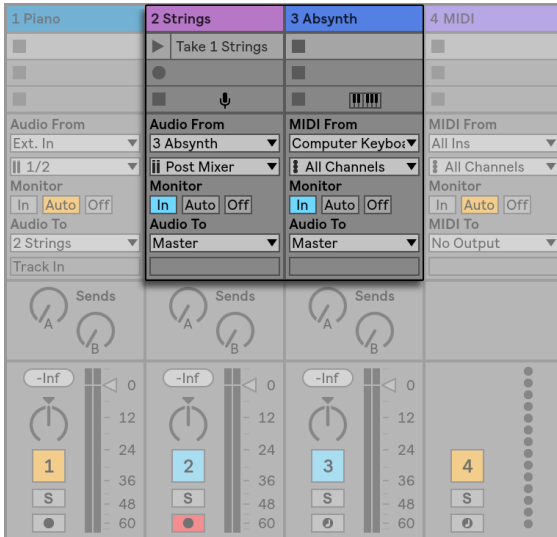 1 Piano 2 Strings 3 Absynth 4 MIDI
Take 1 Strings
Audio From Audio From MIDI From MIDI From
Ext. In 3 Absynth Computer Keyboa All Ins
1/2 Post Mixer All Channels All Channels
Monitor Monitor Monitor Monitor
In Auto Off In Auto Off In Auto Off In Auto Off
Audio To Audio To Audio To MIDI To
2 Strings Master Master No Output
Track In
Sends Sends Sends
A A A
B B B
-Inf 0 -Inf 0 -Inf 0
12 12 12
24 24 24
1 2 3 4
36 36 36
S 48 S 48 S 48 S
60 60 60